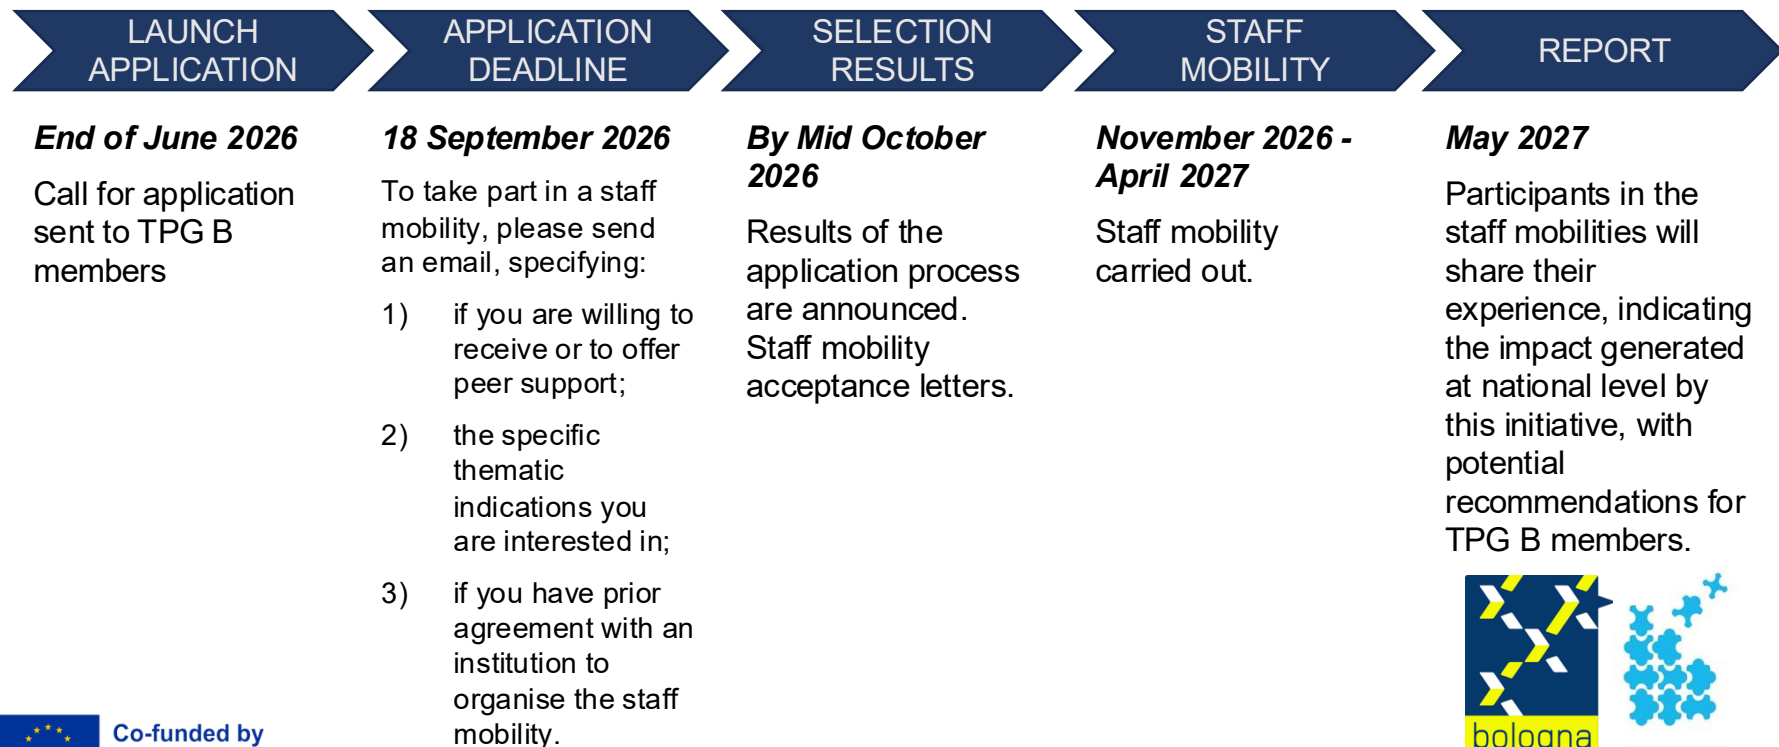 LAUNCH
APPLICATION
APPLICATION
DEADLINE
SELECTION
RESULTS
STAFF
MOBILITY
REPORT
End of June 2026
Call for application
sent to TPG B
members
18 September 2026
To take part in a staff
mobility, please send
an email, specifying:
1) if you are willing to
receive or to offer
peer support;
2) the specific
thematic
indications you
are interested in;
3) if you have prior
agreement with an
institution to
organise the staff
mobility.
By Mid October
2026
Results of the
application process
are announced.
Staff mobility
acceptance letters.
November 2026 -
April 2027
Staff mobility
carried out.
May 2027
Participants in the
staff mobilities will
share their
experience, indicating
the impact generated
at national level by
this initiative, with
potential
recommendations for
TPG B members.
Co-funded by
bologna